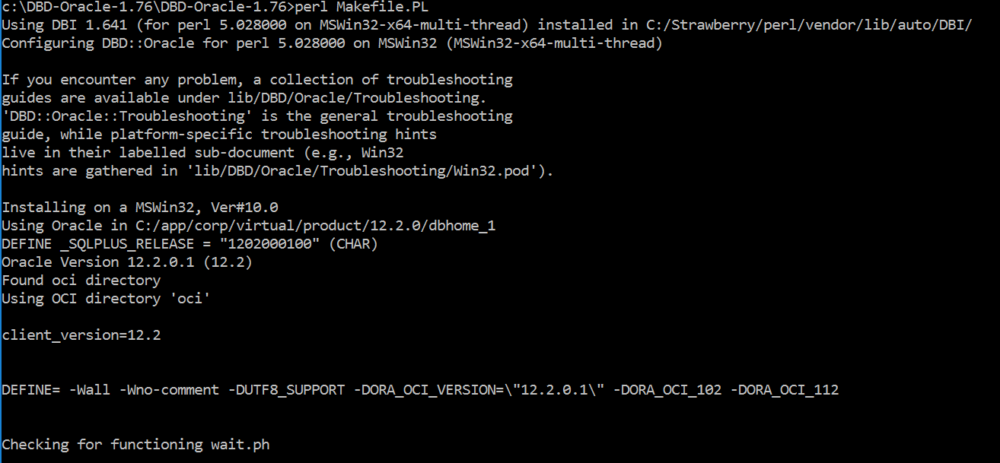 c:\DBD-Oracle-1.76\DBD-Oracle-1.76>perl Makefile.PL
Using DBI 1.641 (for perl 5.028000 on MSWin32-x64-multi-thread) installed in C:/Strawberry/perl/vendor/lib/auto/DBI/
Configuring DBD::Oracle for perl 5.028000 on MSWin32 (MSWin32-x64-multi-thread)
If you encounter any problem, a collection of troubleshooting
guides are available under lib/DBD/Oracle/Troubleshooting.
'DBD::Oracle::Troubleshooting' is the general troubleshooting
guide, while platform-specific troubleshooting hints
live in their labelled sub-document (e.g., Win32
hints are gathered in 'lib/DBD/Oracle/Troubleshooting/Win32.pod').
Installing on a MSWin32, Ver#10.0
Using Oracle in C:/app/corp/virtual/product/12.2.0/dbhome_1
DEFINE _SQLPLUS_RELEASE = "1202000100" (CHAR)
Oracle Version 12.2.0.1 (12.2)
Found oci directory
Using OCI directory 'oci'
client_version=12.2
DEFINE= -Wall -Wno-comment -DUTF8_SUPPORT -DORA_OCI_VERSION=\"12.2.0.1\" -DORA_OCI_102 -DORA_OCI_112
Checking for functioning wait.ph